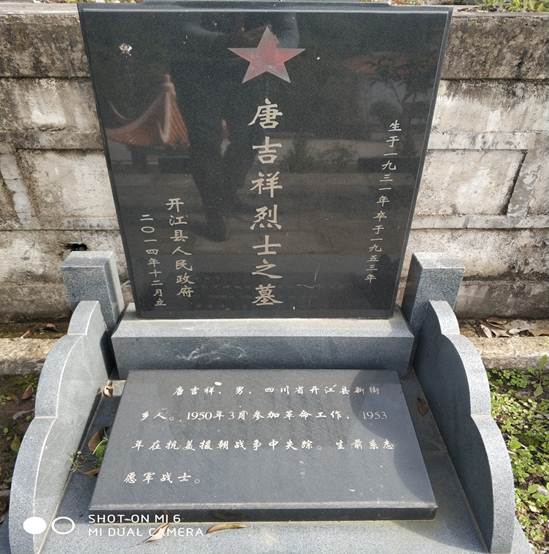 生于一九三一年卒于一九五三年
唐吉祥烈士之墓
开江县人民政府
二〇一四年十二月立
唐吉祥，男，四川省开江县新街
乡人。1950年3月参加革命工作，1953
年在抗美援朝战争中失踪。生前系志
愿军战士。
SHOT ON MI 6
MI DUAL CAMERA